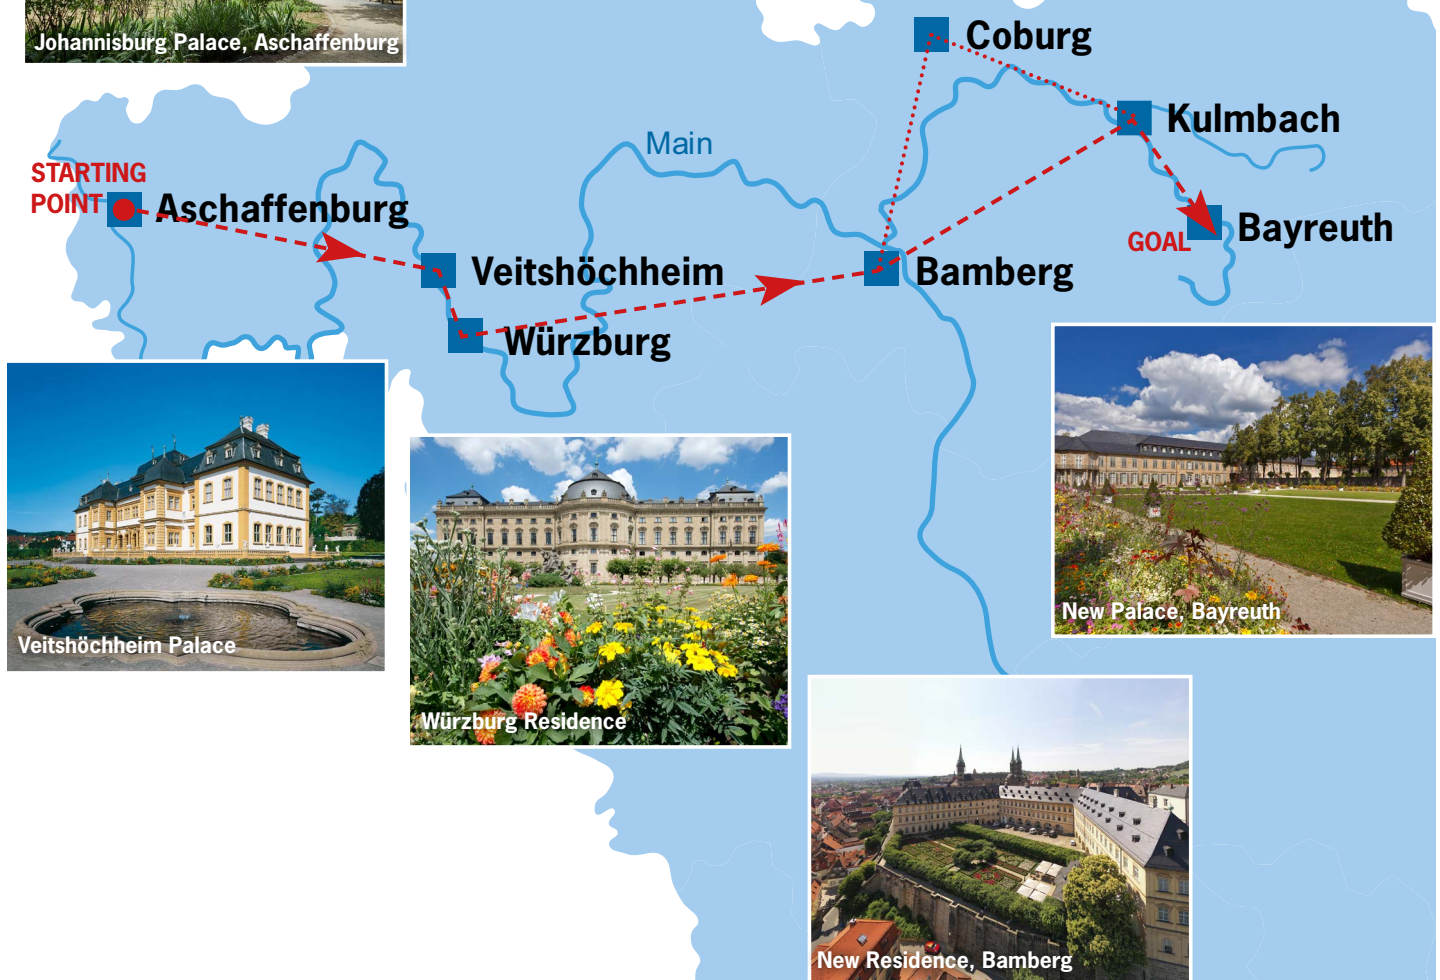 Johannisburg Palace, Aschaffenburg
Coburg
Kulmbach
Main
STARTING
POINT
Aschaffenburg
Bayreuth
GOAL
Veitshöchheim
Bamberg
Würzburg
Veitshöchheim Palace
Würzburg Residence
New Palace, Bayreuth
New Residence, Bamberg